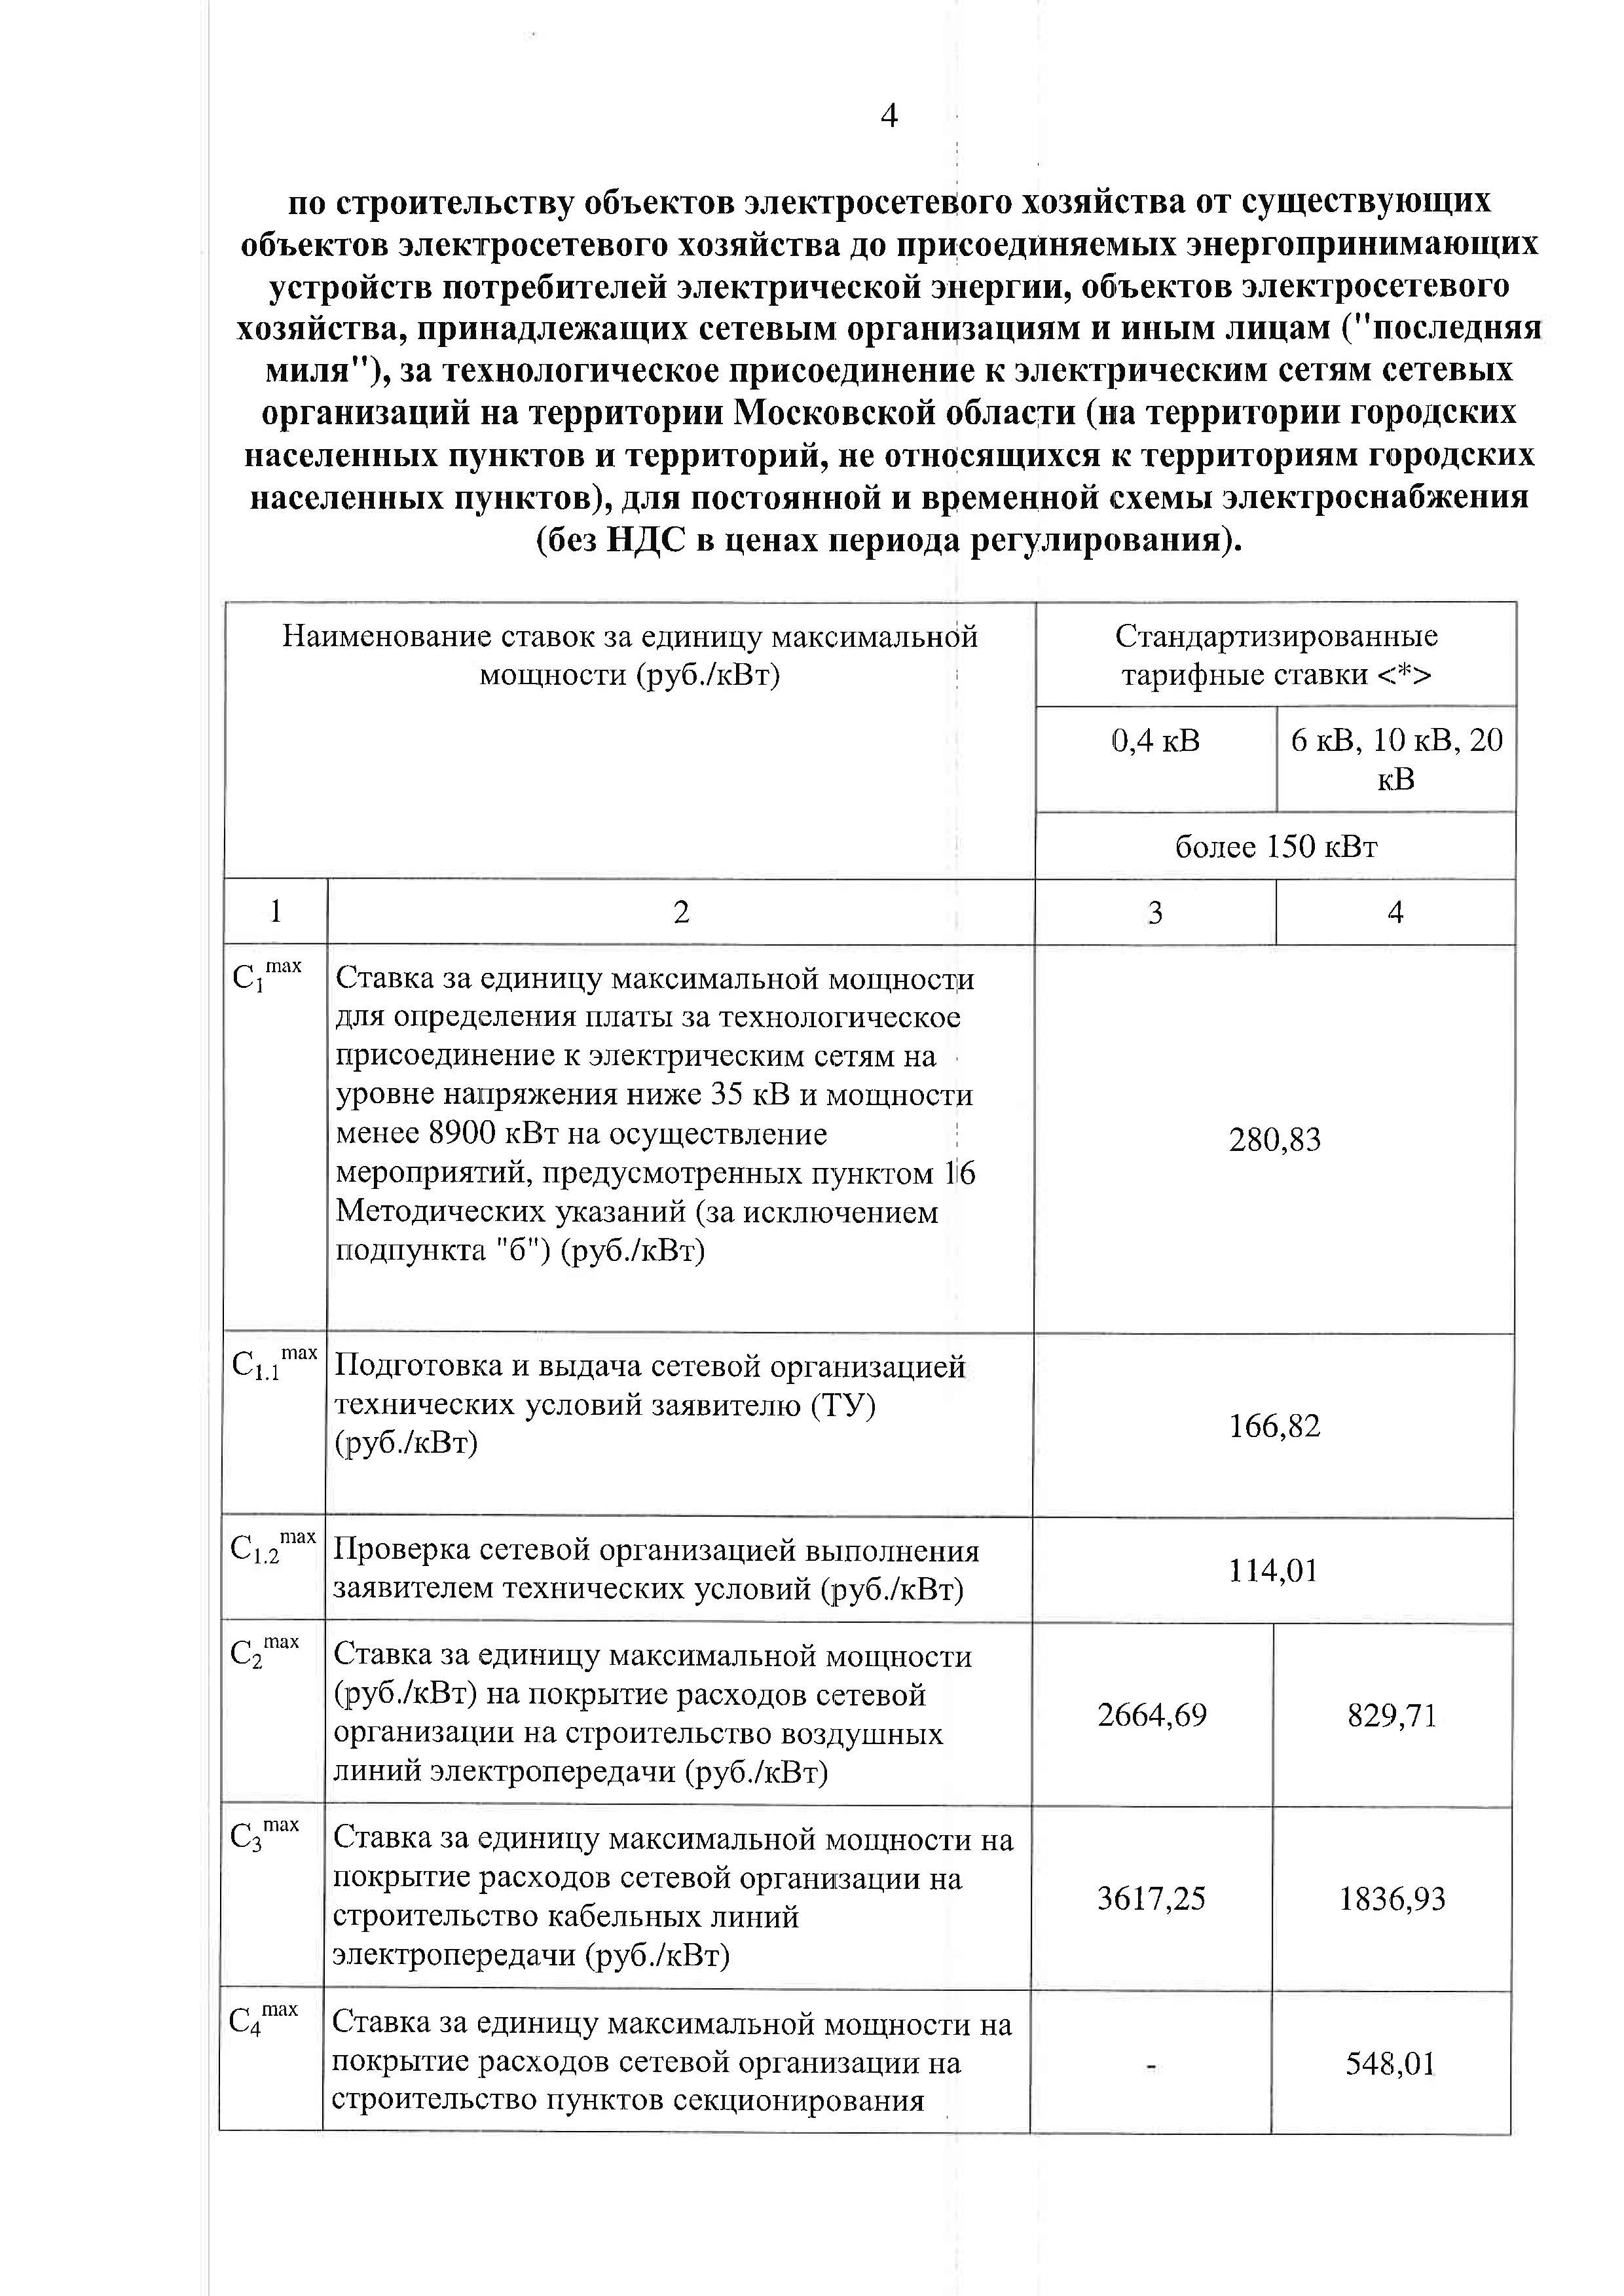 4
по строительству объектов электросетевого хозяйства от существующих
объектов электросетевого хозяйства до присоединяемых энергопринимающих
устройств потребителей электрической энергии, объектов электросетевого
хозяйства, принадлежащих сетевым организациям и иным лицам ("последняя
миля"), за технологическое присоединение к электрическим сетям сетевых
организаций на территории Московской области (на территории городских
населенных пунктов и территорий, не относящихся к территориям городских
населенных пунктов), для постоянной и временной схемы электроснабжения
(без НДС в ценах периода регулирования).
Наименование ставок за единицу максимальной
мощности (руб./кВт)
Стандартизированные
тарифные ставки <*>
0,4 кВ
6 кВ, 10 кВ, 20
кВ
более 150 кВт
1 2 3 4
C1max
Ставка за единицу максимальной мощности
для определения платы за технологическое
присоединение к электрическим сетям на
уровне напряжения ниже 35 кВ и мощности
менее 8900 кВт на осуществление
мероприятий, предусмотренных пунктом 16
Методических указаний (за исключением
подпункта "б") (руб./кВт)
280,83
C1.1max
Подготовка и выдача сетевой организацией
технических условий заявителю (ТУ)
(руб./кВт)
166,82
C1.2max
Проверка сетевой организацией выполнения
заявителем технических условий (руб./кВт)
114,01
C2max
Ставка за единицу максимальной мощности
(руб./кВт) на покрытие расходов сетевой
организации на строительство воздушных
линий электропередачи (руб./кВт)
2664,69
829,71
C3max
Ставка за единицу максимальной мощности на
покрытие расходов сетевой организации на
строительство кабельных линий
электропередачи (руб./кВт)
3617,25
1836,93
C4max
Ставка за единицу максимальной мощности на
покрытие расходов сетевой организации на
строительство пунктов секционирования
-
548,01